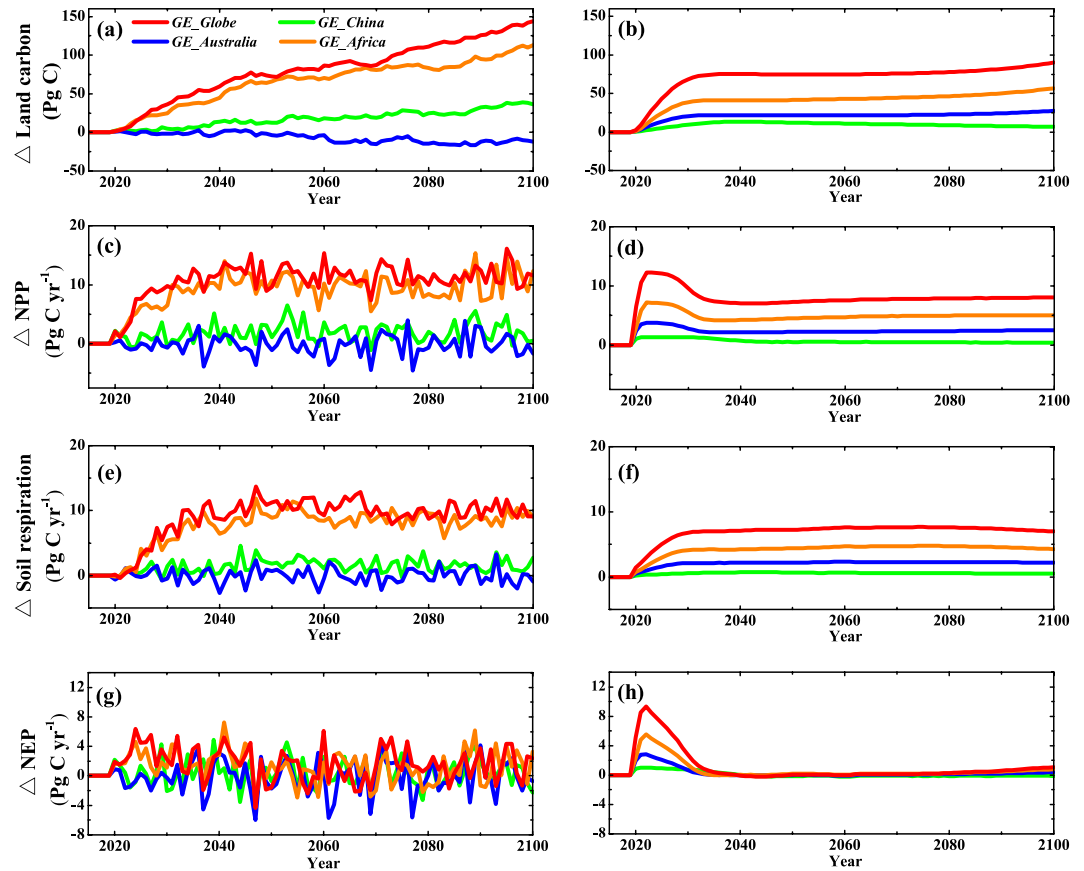 △ Land carbon
(Pg C)
(a)
GE_Globe
GE_China
GE_Australia
GE_Africa
150
100
50
0
-50
2020
2040
2060
2080
2100
Year
(b)
150
100
50
0
-50
2020
2040
2060
2080
2100
Year
△ NPP
(Pg C yr⁻¹)
(c)
20
10
0
2020
2040
2060
2080
2100
Year
(d)
20
10
0
2020
2040
2060
2080
2100
Year
△ Soil respiration
(Pg C yr⁻¹)
(e)
20
10
0
2020
2040
2060
2080
2100
Year
(f)
20
10
0
2020
2040
2060
2080
2100
Year
△ NEP
(Pg C yr⁻¹)
(g)
12
8
4
0
-4
-8
2020
2040
2060
2080
2100
Year
(h)
12
8
4
0
-4
-8
2020
2040
2060
2080
2100
Year